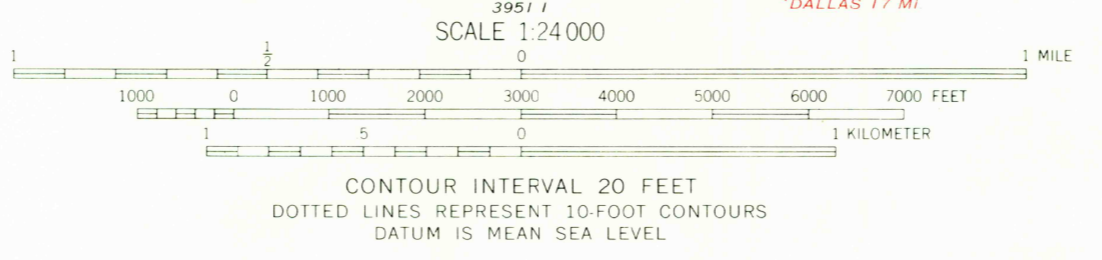 3951 I
"DALLAS 17 MI
SCALE 1:24 000
1 1/2 0 1 MILE
1000 0 1000 2000 3000 4000 5000 6000 7000 FEET
1 5 0 1 KILOMETER
CONTOUR INTERVAL 20 FEET
DOTTED LINES REPRESENT 10-FOOT CONTOURS
DATUM IS MEAN SEA LEVEL